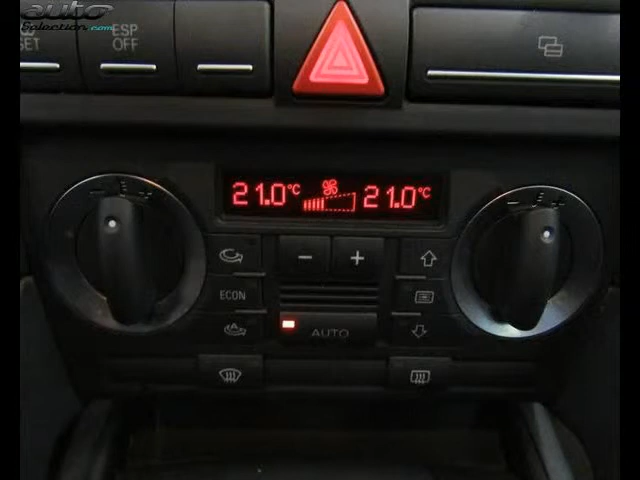 auto
Selection.com
SET
ESP
OFF
21.0°C
21.0°C
- +
- +
- +
ECON
A
AUTO